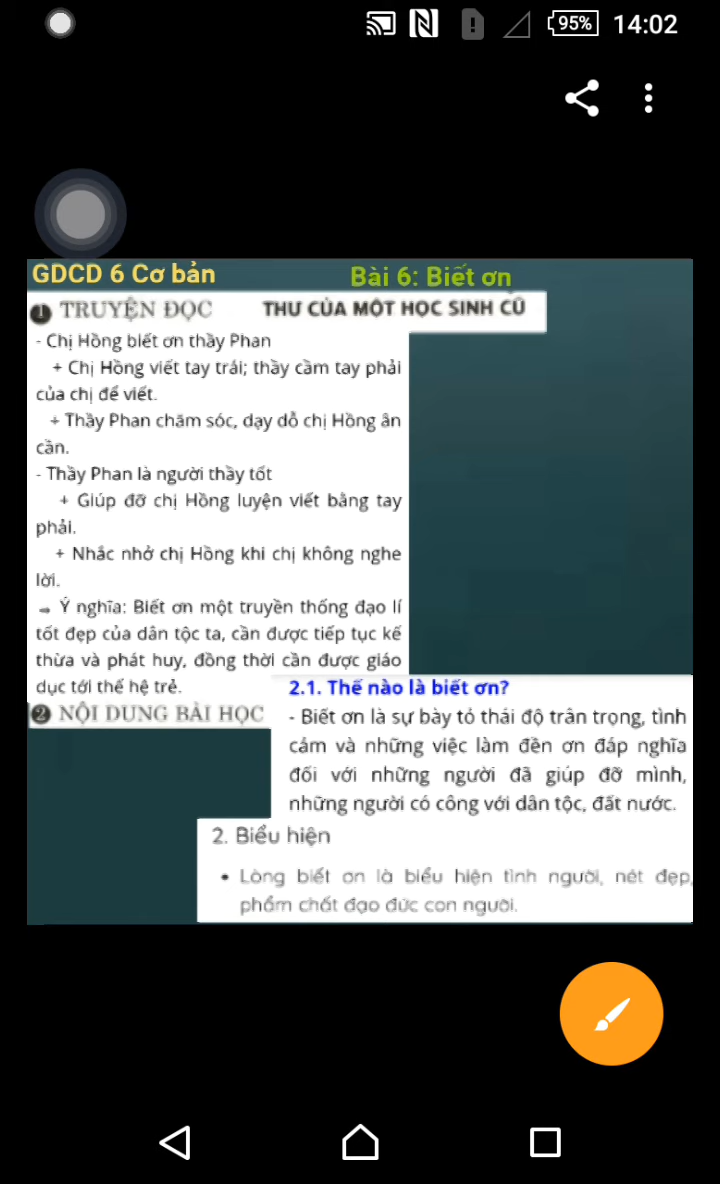 95% 14:02
GDCD 6 Cơ bản Bài 6: Biết ơn
1 TRUYỆN ĐỌC THƯ CỦA MỘT HỌC SINH CŨ
- Chị Hồng biết ơn thầy Phan
+ Chị Hồng viết tay trái; thầy cầm tay phải
của chị để viết.
+ Thầy Phan chăm sóc, dạy dỗ chị Hồng ân
cần.
- Thầy Phan là người thầy tốt
+ Giúp đỡ chị Hồng luyện viết bằng tay
phải.
+ Nhắc nhở chị Hồng khi chị không nghe
lời.
⇒ Ý nghĩa: Biết ơn một truyền thống đạo lí
tốt đẹp của dân tộc ta, cần được tiếp tục kế
thừa và phát huy, đồng thời cần được giáo
dục tới thế hệ trẻ.
2 NỘI DUNG BÀI HỌC
2.1. Thế nào là biết ơn?
- Biết ơn là sự bày tỏ thái độ trân trọng, tình
cảm và những việc làm đền ơn đáp nghĩa
đối với những người đã giúp đỡ mình,
những người có công với dân tộc, đất nước.
2. Biểu hiện
• Lòng biết ơn là biểu hiện tình người, nét đẹp,
phẩm chất đạo đức con người.